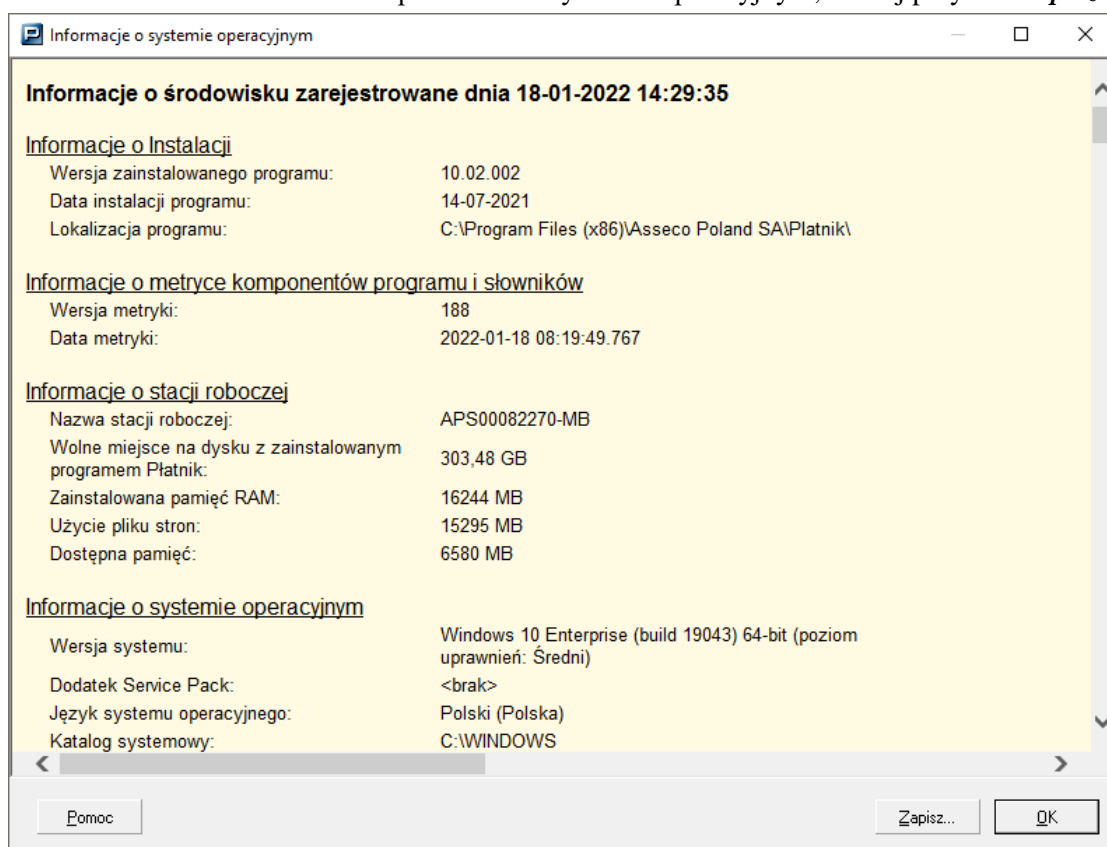 Informacje o systemie operacyjnym
Informacje o środowisku zarejestrowane dnia 18-01-2022 14:29:35
Informacje o Instalacji
Wersja zainstalowanego programu: 10.02.002
Data instalacji programu: 14-07-2021
Lokalizacja programu: C:\Program Files (x86)\Asseco Poland SA\Platnik\
Informacje o metryce komponentów programu i słowników
Wersja metryki: 188
Data metryki: 2022-01-18 08:19:49.767
Informacje o stacji roboczej
Nazwa stacji roboczej: APS00082270-MB
Wolne miejsce na dysku z zainstalowanym
programem Płatnik: 303,48 GB
Zainstalowana pamięć RAM: 16244 MB
Użycie pliku stron: 15295 MB
Dostępna pamięć: 6580 MB
Informacje o systemie operacyjnym
Wersja systemu: Windows 10 Enterprise (build 19043) 64-bit (poziom
uprawnień: Średni)
Dodatek Service Pack: <brak>
Język systemu operacyjnego: Polski (Polska)
Katalog systemowy: C:\WINDOWS
Pomoc Zapisz... OK